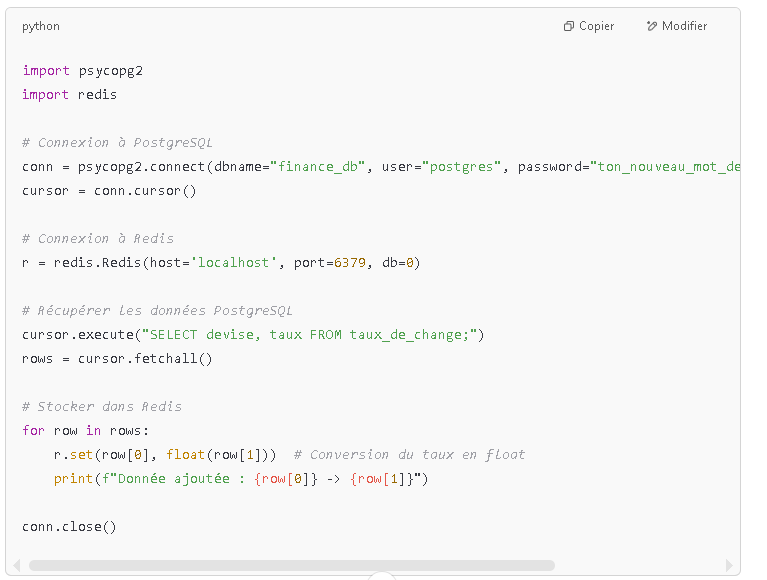 python
Copier
Modifier
import psycopg2
import redis
# Connexion à PostgreSQL
conn = psycopg2.connect(dbname="finance_db", user="postgres", password="ton_nouveau_mot_de
cursor = conn.cursor()
# Connexion à Redis
r = redis.Redis(host='localhost', port=6379, db=0)
# Récupérer les données PostgreSQL
cursor.execute("SELECT devise, taux FROM taux_de_change;")
rows = cursor.fetchall()
# Stocker dans Redis
for row in rows:
    r.set(row[0], float(row[1]))  # Conversion du taux en float
    print(f"Donnée ajoutée : {row[0]} -> {row[1]}")
conn.close()